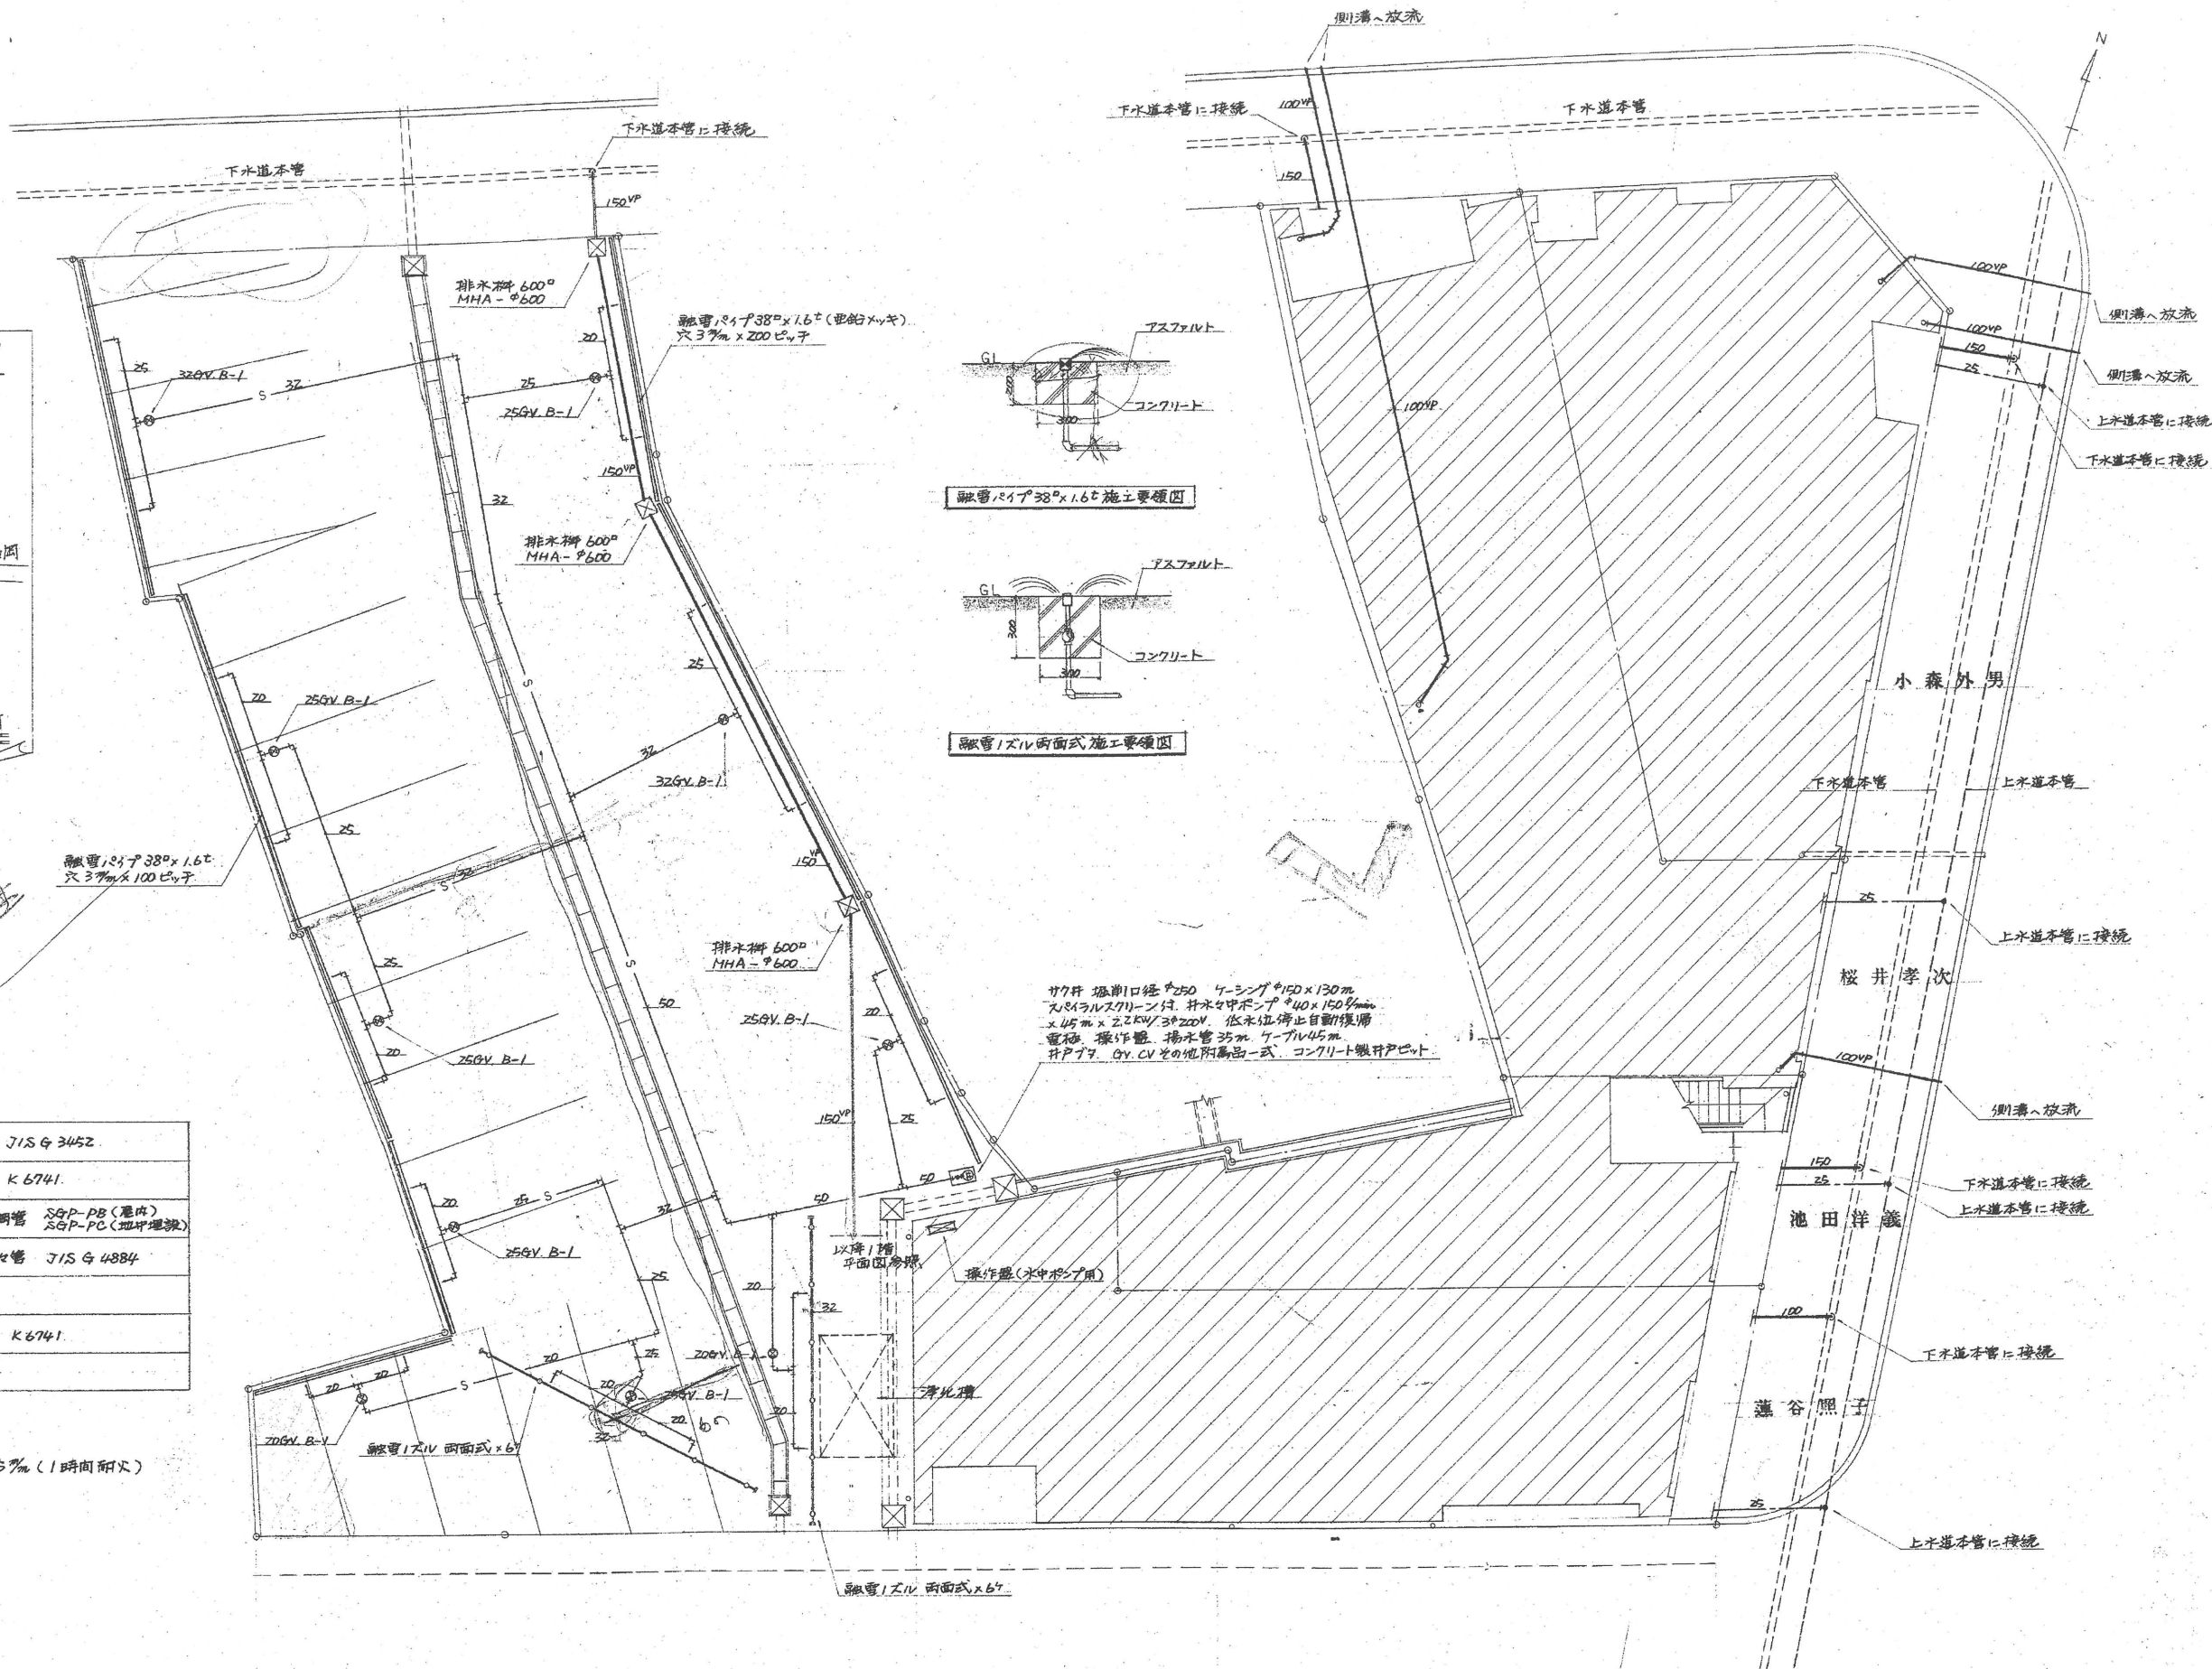 側溝へ放流
N
下水道本管に接続
100VP
下水道本管
150
下水道本管に接続
下水道本管
150VP
排水桝 600□
MHA-φ600
融雪パイプ38□×1.6t(亜鉛メッキ)
穴3m/m×200ピッチ
20
25
32GV.B-1
S
32
25
25GV.B-1
150VP
32
排水桝 600□
MHA-φ600
アスファルト
GL
200
コンクリート
300
融雪パイプ38□×1.6t施工要領図
アスファルト
GL
300
コンクリート
300
融雪ノズル両面式施工要領図
100VP
100VP
側溝へ放流
100VP
150
側溝へ放流
25
上水道本管に接続
下水道本管に接続
小森外男
下水道本管
上水道本管
25
上水道本管に接続
桜井孝次
100VP
側溝へ放流
150
下水道本管に接続
25
上水道本管に接続
池田洋義
100
下水道本管に接続
蓮谷照子
25
上水道本管に接続
25
S
20
25GV.B-1
32
32GV.B-1
25
融雪パイプ38□×1.6t
穴3m/m×100ピッチ
S
32
150VP
25
排水桝 600□
MHA-φ600
S
50
20
25GV.B-1
20
25GV.B-1
サク井 堀削口径φ250 ケーシングφ150×130m
スパイラルスクリーン付. 井水々中ポンプφ40×150ℓ/min
×45m×2.2KW/3φ200V. 低水位停止自動復帰
電極. 操作盤. 揚水管35m. ケーブル45m.
井戸ブタ. GV.CVその他附属品一式. コンクリート製井戸ピット
150VP
25
50
50
20
25
S
32
25GV.B-1
以降1階
平面図参照
操作盤(水中ポンプ用)
25
20
32
20GV.B-1
20
25
20
25GV.B-1
20
32
20
浄化槽
20
20
S
20GV.B-1
融雪ノズル 両面式×6ケ
融雪ノズル 両面式×6ケ
JIS G 3452
K 6741
鋼管 SGP-PB(屋内)
SGP-PC(地中埋設)
管 JIS G 4884
K 6741
m/m(1時間耐火)